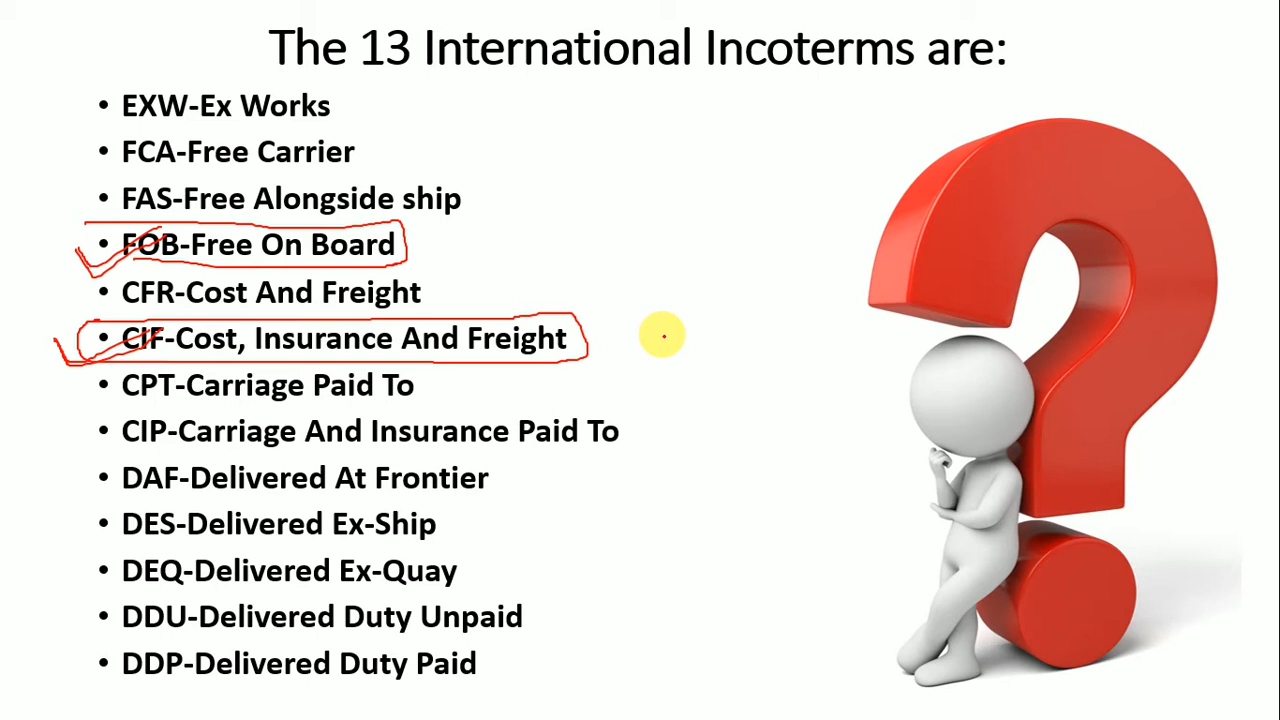 The 13 International Incoterms are:
• EXW-Ex Works
• FCA-Free Carrier
• FAS-Free Alongside ship
• FOB-Free On Board
• CFR-Cost And Freight
• CIF-Cost, Insurance And Freight
• CPT-Carriage Paid To
• CIP-Carriage And Insurance Paid To
• DAF-Delivered At Frontier
• DES-Delivered Ex-Ship
• DEQ-Delivered Ex-Quay
• DDU-Delivered Duty Unpaid
• DDP-Delivered Duty Paid